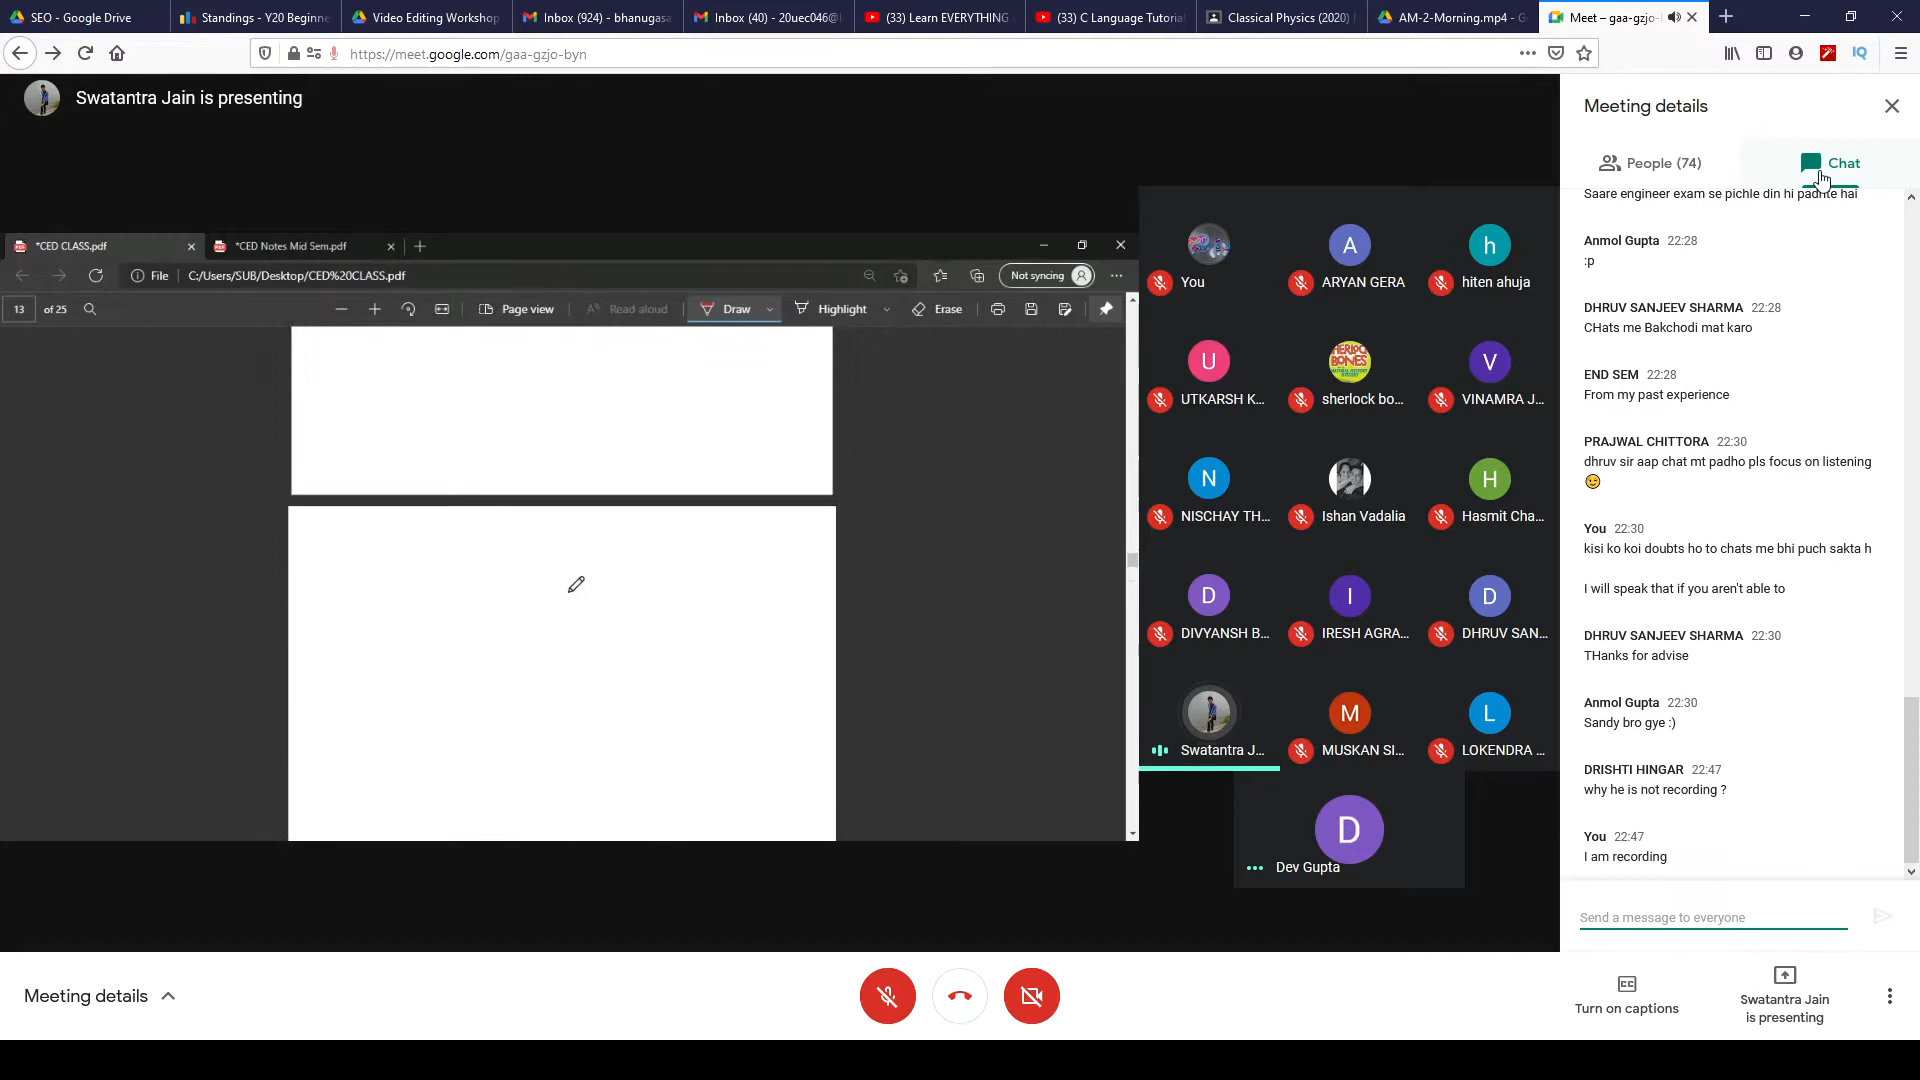 SEO - Google Drive
Standings - Y20 Beginne
Video Editing Workshop
Inbox (924) - bhanugasa
Inbox (40) - 20uec046@
(33) Learn EVERYTHING
(33) C Language Tutorial
Classical Physics (2020)
AM-2-Morning.mp4 - G
Meet – gaa-gzjo-
https://meet.google.com/gaa-gzjo-byn
IQ
Swatantra Jain is presenting
*CED CLASS.pdf
*CED Notes Mid Sem.pdf
File
C:/Users/SUB/Desktop/CED%20CLASS.pdf
Not syncing
13 of 25
Page view
Read aloud
Draw
Highlight
Erase
You
A
ARYAN GERA
h
hiten ahuja
U
UTKARSH K...
SHERLOCK BONES
sherlock bo...
V
VINAMRA J...
N
NISCHAY TH...
Ishan Vadalia
H
Hasmit Cha...
D
DIVYANSH B...
I
IRESH AGRA...
D
DHRUV SAN...
Swatantra J...
M
MUSKAN SI...
L
LOKENDRA ...
D
Dev Gupta
Meeting details
People (74)
Chat
Saare engineer exam se pichle din hi padhte hai
Anmol Gupta 22:28
:p
DHRUV SANJEEV SHARMA 22:28
CHats me Bakchodi mat karo
END SEM 22:28
From my past experience
PRAJWAL CHITTORA 22:30
dhruv sir aap chat mt padho pls focus on listening
😉
You 22:30
kisi ko koi doubts ho to chats me bhi puch sakta h
I will speak that if you aren't able to
DHRUV SANJEEV SHARMA 22:30
THanks for advise
Anmol Gupta 22:30
Sandy bro gye :)
DRISHTI HINGAR 22:47
why he is not recording ?
You 22:47
I am recording
Send a message to everyone
Meeting details
Turn on captions
Swatantra Jain
is presenting